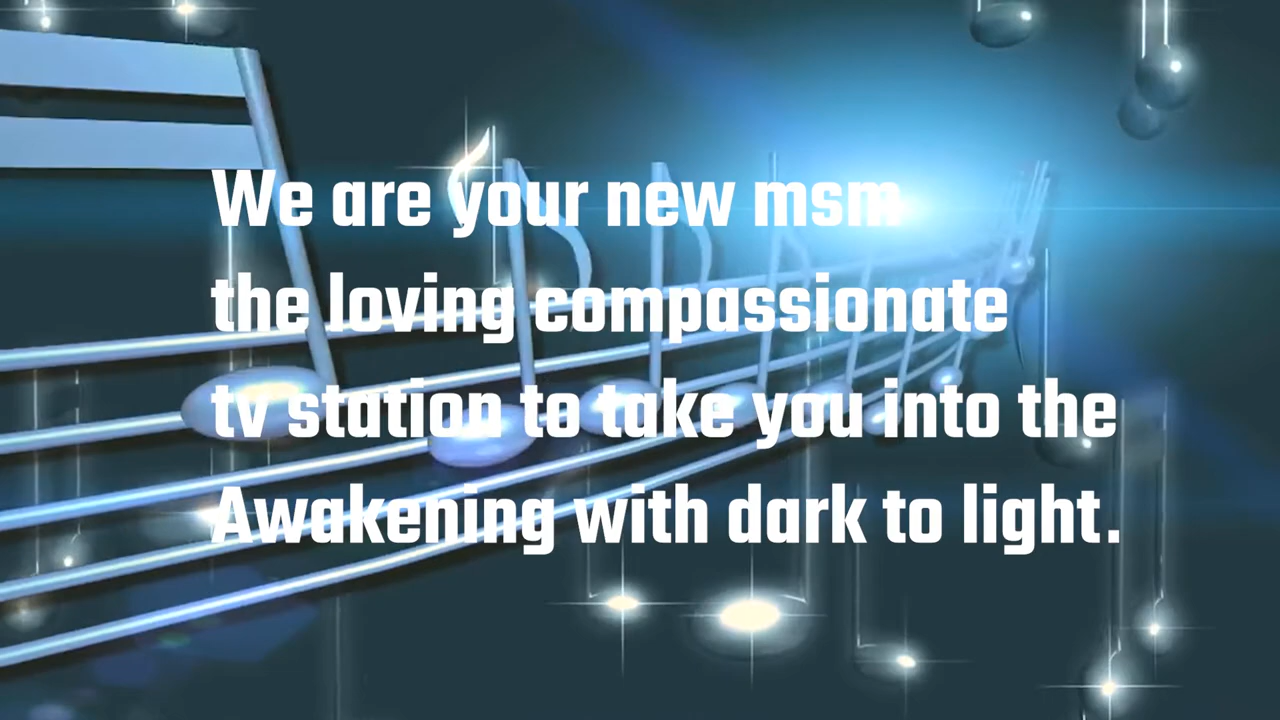 We are your new msm
the loving compassionate
tv station to take you into the
Awakening with dark to light.